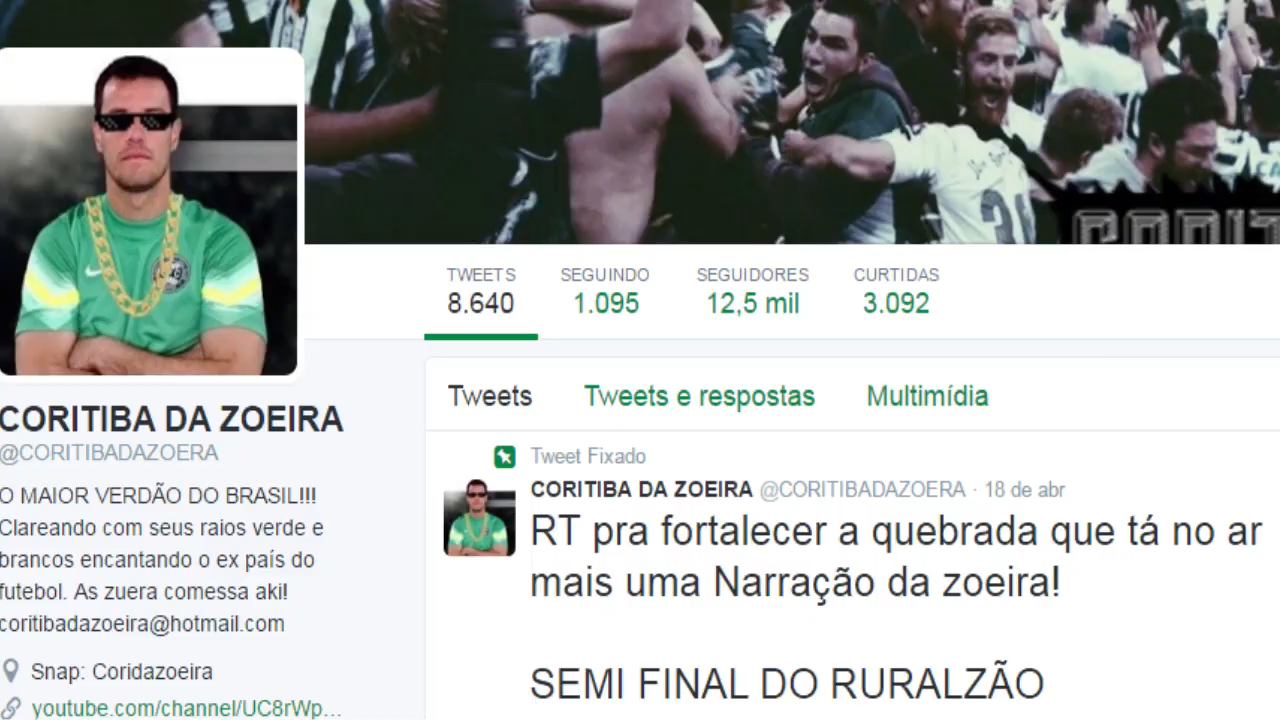 CORIT
TWEETS SEGUINDO SEGUIDORES CURTIDAS
8.640 1.095 12,5 mil 3.092
CORITIBA DA ZOEIRA
@CORITIBADAZOERA
O MAIOR VERDÃO DO BRASIL!!!
Clareando com seus raios verde e
brancos encantando o ex país do
futebol. As zuera comessa aki!
coritibadazoeira@hotmail.com
Snap: Coridazoeira
youtube.com/channel/UC8rWp...
Tweets Tweets e respostas Multimídia
Tweet Fixado
CORITIBA DA ZOEIRA @CORITIBADAZOERA · 18 de abr
RT pra fortalecer a quebrada que tá no ar
mais uma Narração da zoeira!
SEMI FINAL DO RURALZÃO